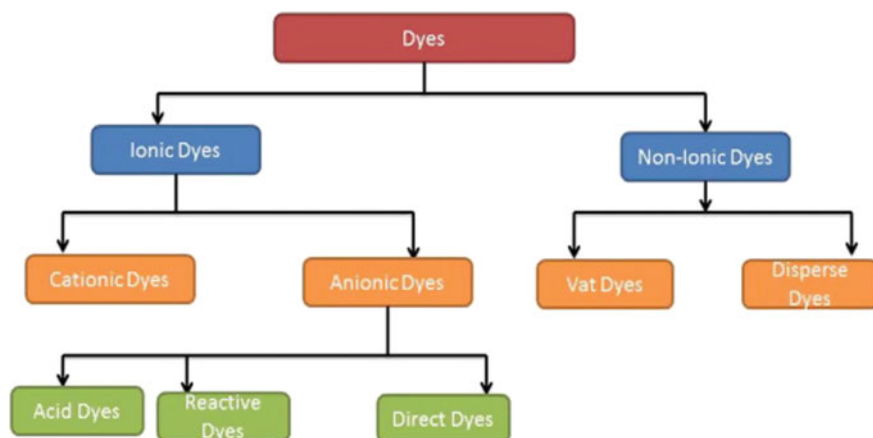 Dyes
Ionic Dyes
Non-Ionic Dyes
Cationic Dyes
Anionic Dyes
Vat Dyes
Disperse
Dyes
Acid Dyes
Reactive
Dyes
Direct Dyes